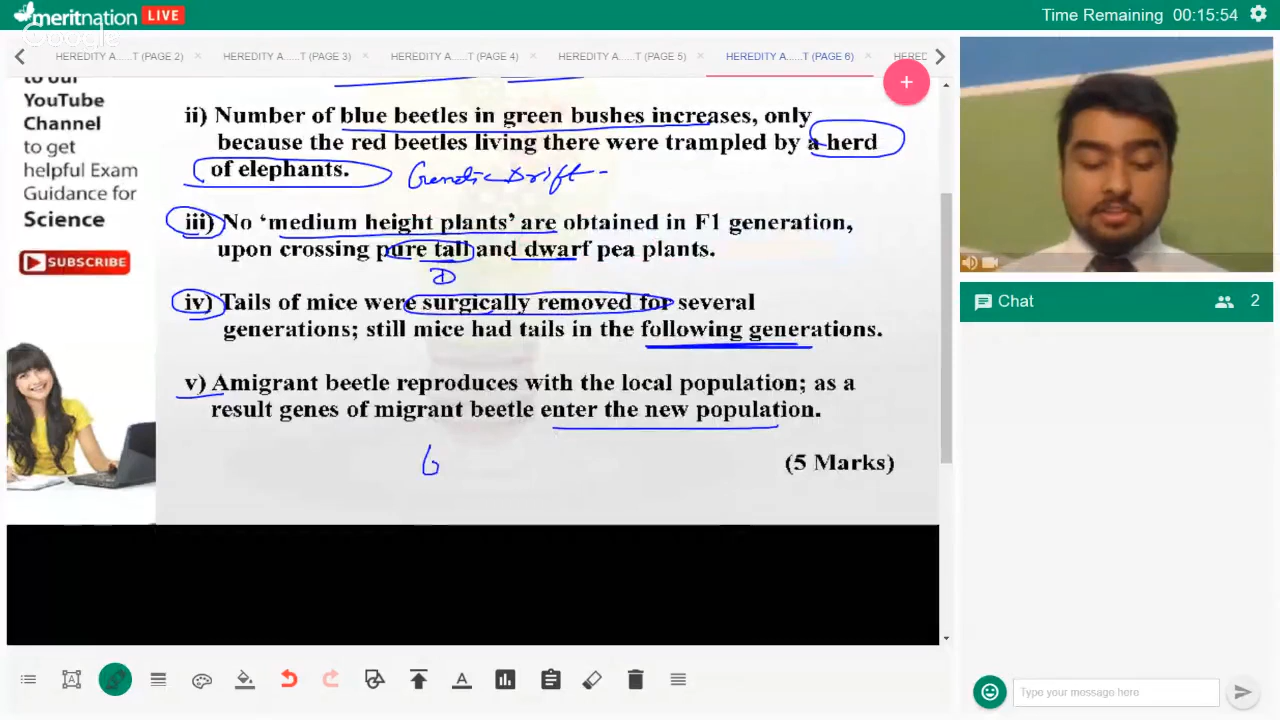 meritnation LIVE
Google
Time Remaining 00:15:54
HEREDITY A......T (PAGE 2) × HEREDITY A......T (PAGE 3) × HEREDITY A......T (PAGE 4) × HEREDITY A......T (PAGE 5) × HEREDITY A......T (PAGE 6) × HERED
to our
YouTube
Channel
to get
helpful Exam
Guidance for
Science
SUBSCRIBE
ii) Number of blue beetles in green bushes increases, only
because the red beetles living there were trampled by a herd
of elephants. Genetic Drift -
iii) No ‘medium height plants’ are obtained in F1 generation,
upon crossing pure tall and dwarf pea plants.
D
iv) Tails of mice were surgically removed for several
generations; still mice had tails in the following generations.
v) Amigrant beetle reproduces with the local population; as a
result genes of migrant beetle enter the new population.
(5 Marks)
Chat 2
Type your message here